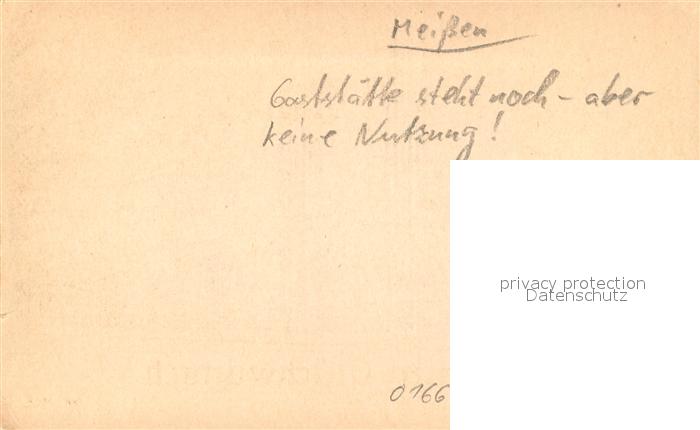 Meißen
Gaststätte steht noch - aber
keine Nutzung!
privacy protection
Datenschutz
0166